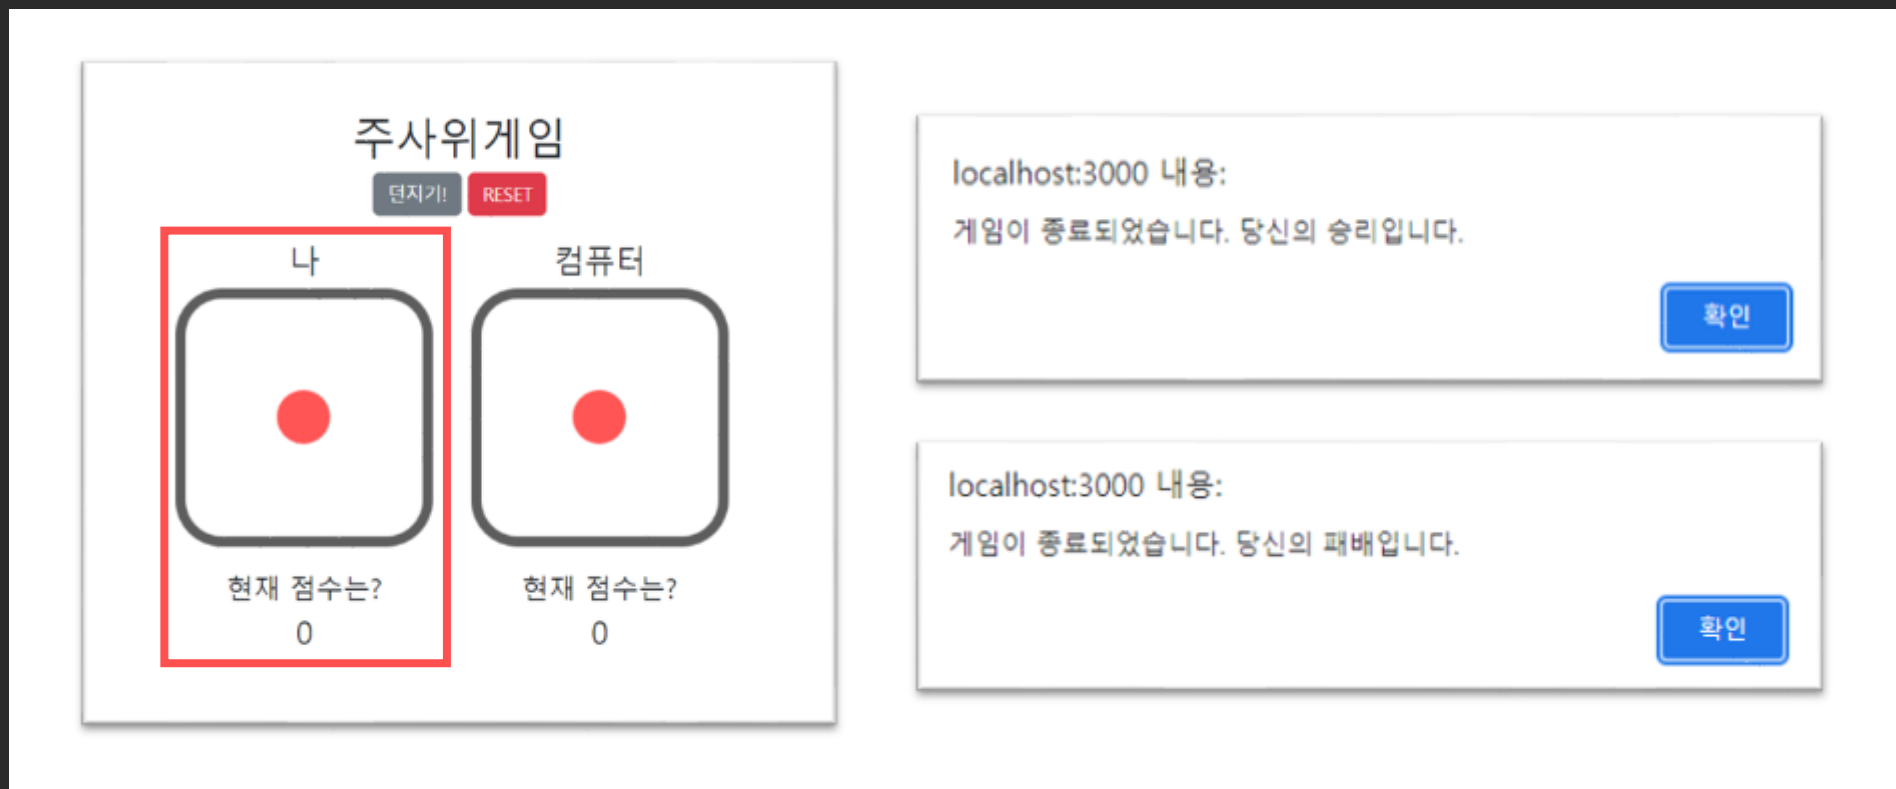 주사위게임
던지기! RESET
나 컴퓨터
현재 점수는? 현재 점수는?
0 0
localhost:3000 내용:
게임이 종료되었습니다. 당신의 승리입니다.
확인
localhost:3000 내용:
게임이 종료되었습니다. 당신의 패배입니다.
확인